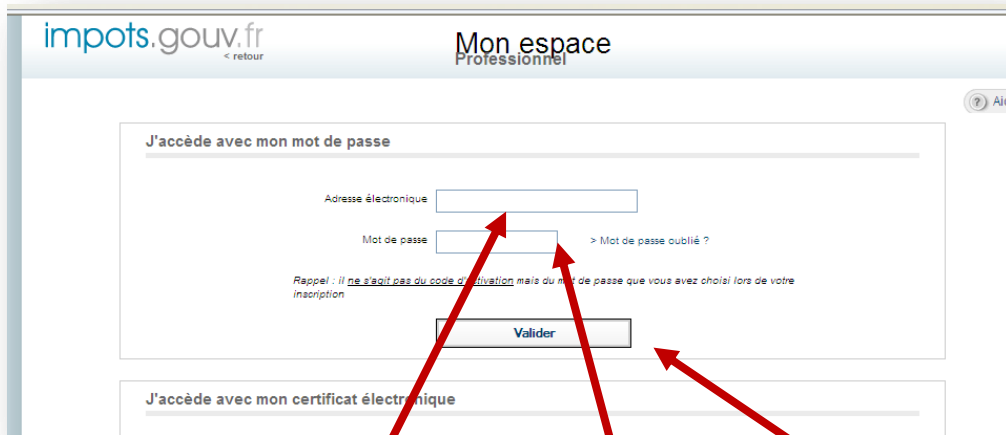 impots.gouv.fr
< retour
Mon espace
Professionnel
?
J'accède avec mon mot de passe
Adresse électronique
Mot de passe
> Mot de passe oublié ?
Rappel : il ne s'agit pas du code d'activation mais du mot de passe que vous avez choisi lors de votre
inscription
Valider
J'accède avec mon certificat électronique